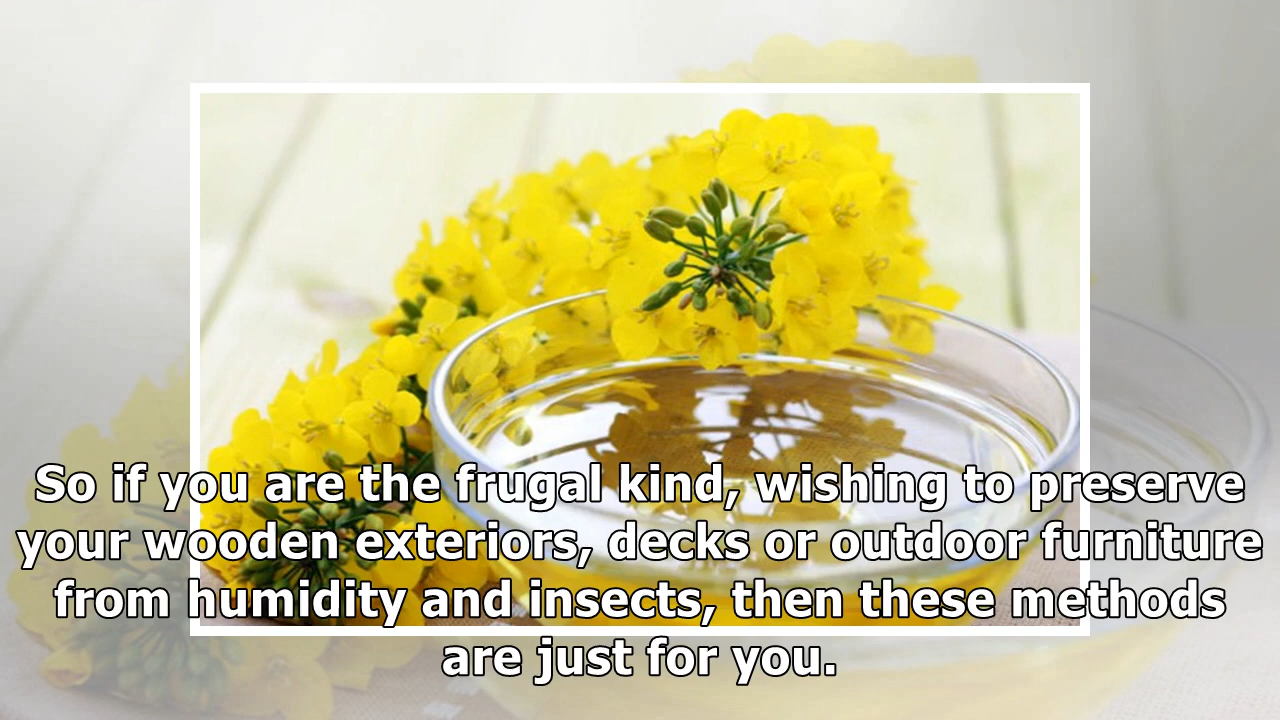 So if you are the frugal kind, wishing to preserve
your wooden exteriors, decks or outdoor furniture
from humidity and insects, then these methods
are just for you.